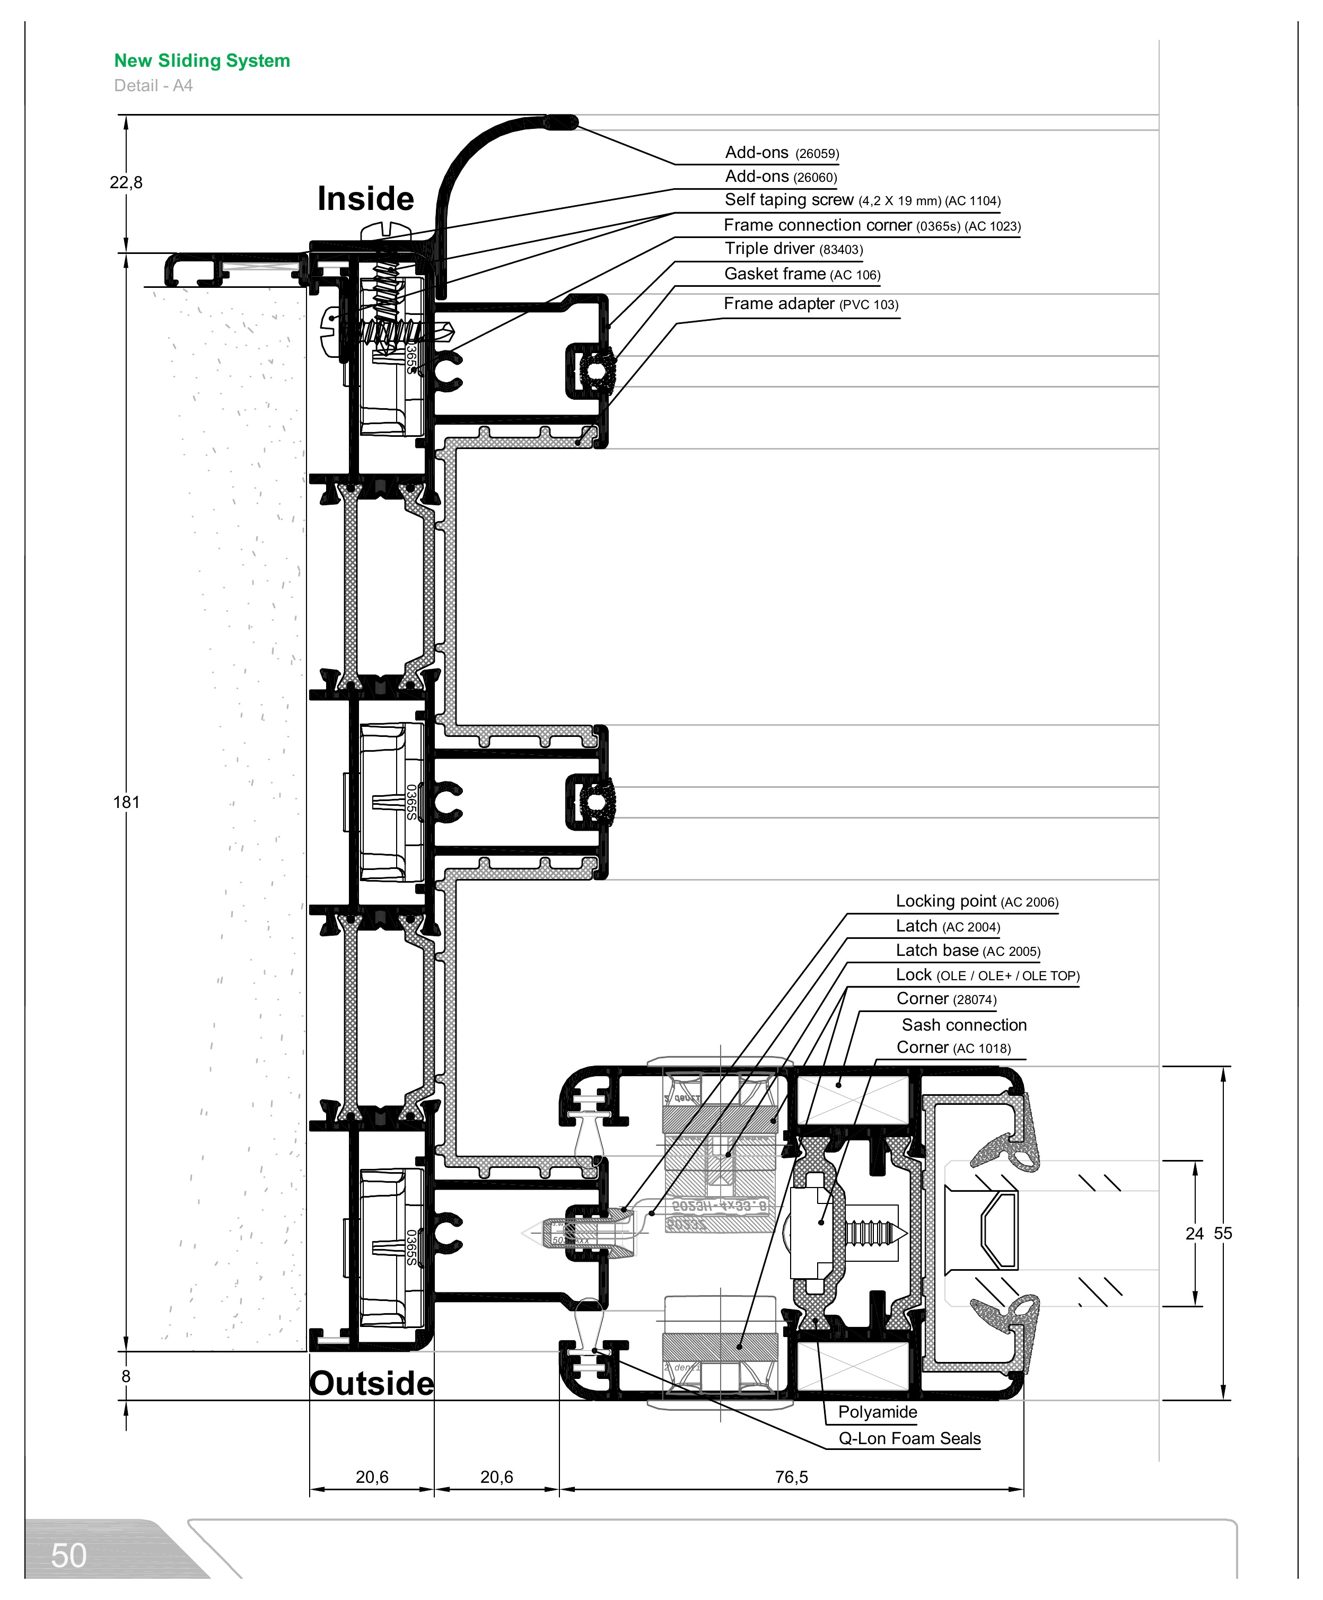 New Sliding System
Detail - A4
22,8
Inside
Add-ons (26059)
Add-ons (26060)
Self taping screw (4,2 X 19 mm) (AC 1104)
Frame connection corner (0365s) (AC 1023)
Triple driver (83403)
Gasket frame (AC 106)
Frame adapter (PVC 103)
0365S
181
0365S
Locking point (AC 2006)
Latch (AC 2004)
Latch base (AC 2005)
Lock (OLE / OLE+ / OLE TOP)
Corner (28074)
Sash connection
Corner (AC 1018)
0365S
24
55
8
Outside
Polyamide
Q-Lon Foam Seals
20,6
20,6
76,5
50